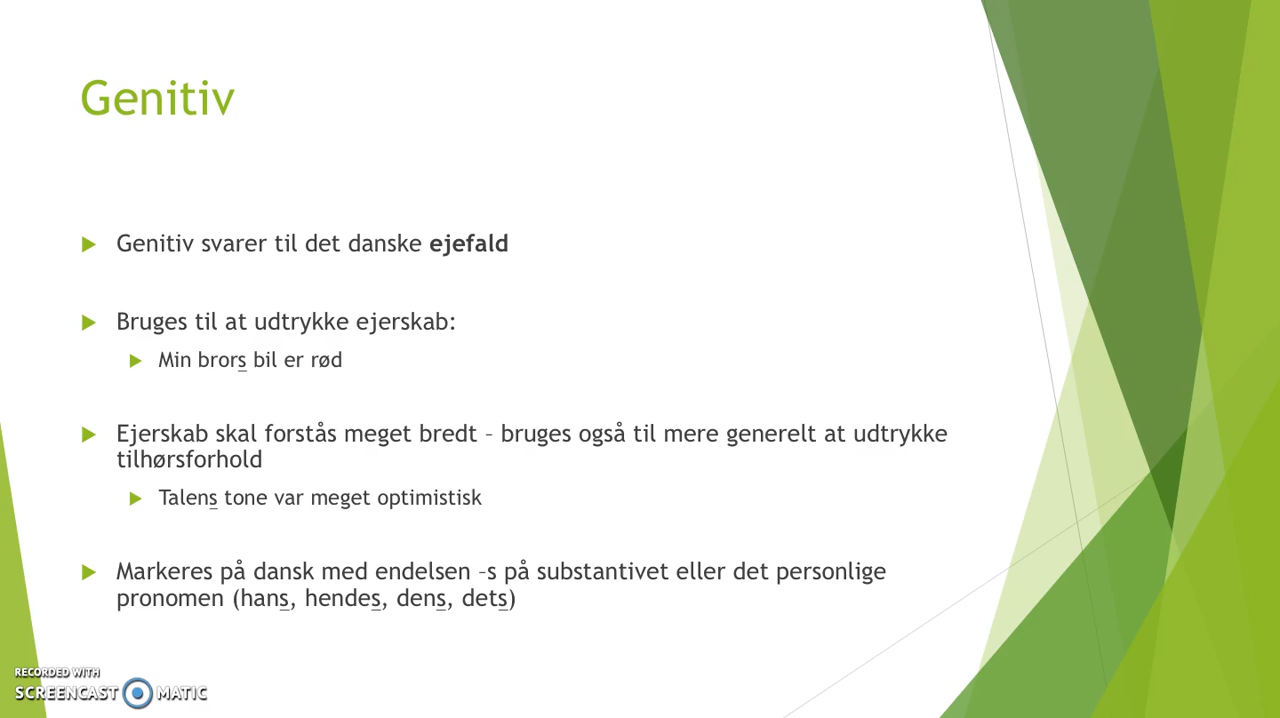 Genitiv
Genitiv svarer til det danske ejefald
Bruges til at udtrykke ejerskab:
Min brors bil er rød
Ejerskab skal forstås meget bredt – bruges også til mere generelt at udtrykke
tilhørsforhold
Talens tone var meget optimistisk
Markeres på dansk med endelsen –s på substantivet eller det personlige
pronomen (hans, hendes, dens, dets)
RECORDED WITH
SCREENCAST MATIC